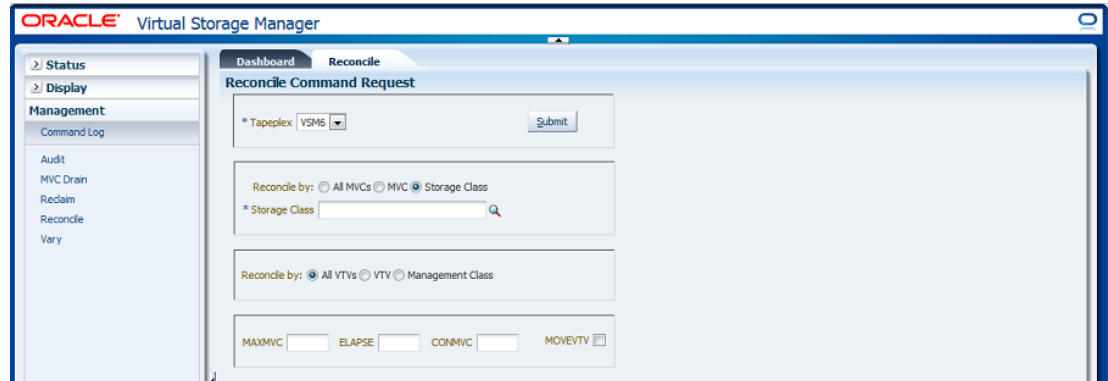 ORACLE® Virtual Storage Manager
Status
Display
Management
Command Log
Audit
MVC Drain
Reclaim
Reconcile
Vary
Dashboard Reconcile
Reconcile Command Request
* Tapeplex VSM6 Submit
Reconcile by: All MVCs MVC Storage Class
* Storage Class
Reconcile by: All VTVs VTV Management Class
MAXMVC ELAPSE CONMVC MOVEVTV